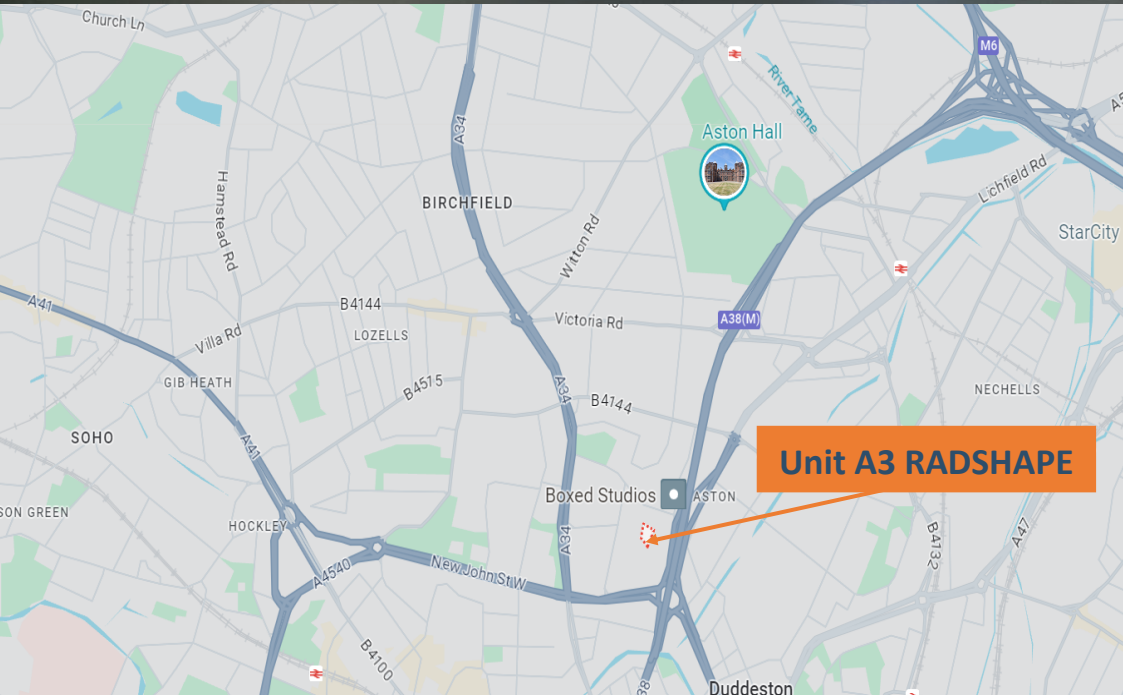 Church Ln
M6
River Tame
A34
Aston Hall
Lichfield Rd
Hamstead Rd
BIRCHFIELD
Witton Rd
StarCity
A41
B4144
Victoria Rd
A38(M)
Villa Rd
LOZELLS
GIB HEATH
B4515
A34
B4144
NECHELLS
SOHO
A41
Unit A3 RADSHAPE
Boxed Studios
ASTON
SON GREEN
HOCKLEY
A34
B4132
A47
A4540
New John St W
B4100
38
Duddeston